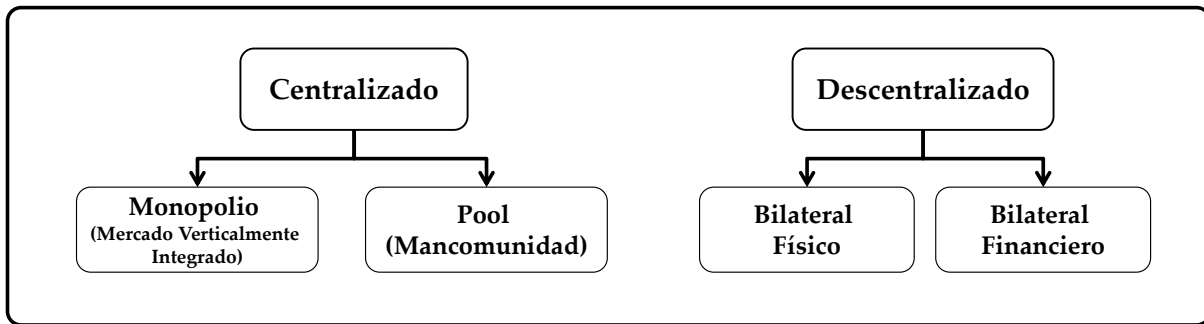 Centralizado
Descentralizado
Monopolio
(Mercado Verticalmente
Integrado)
Pool
(Mancomunidad)
Bilateral
Físico
Bilateral
Financiero